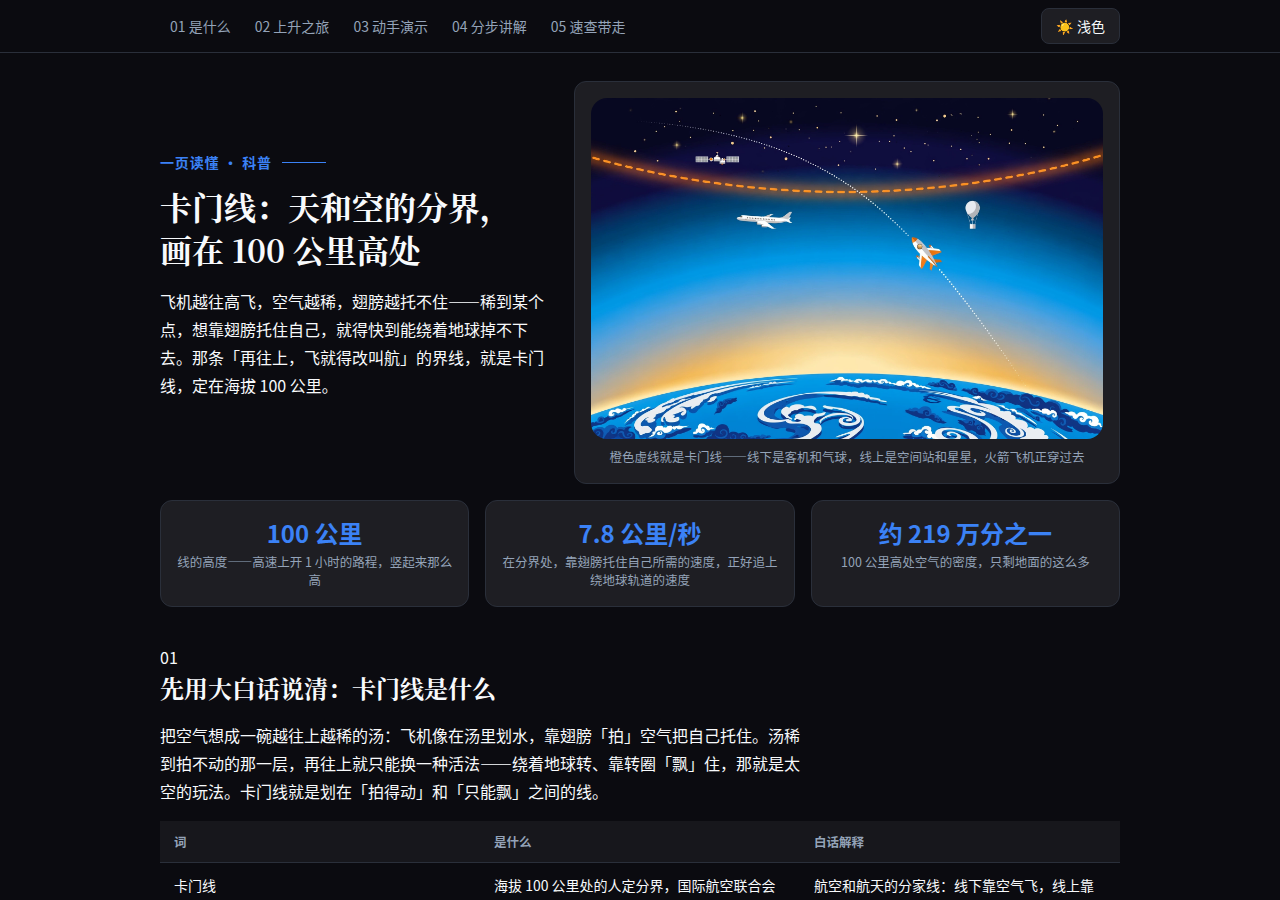 01 是什么
02 上升之旅
03 动手演示
04 分步讲解
05 速查带走
☀️ 浅色
一页读懂 · 科普
卡门线：天和空的分界，
画在 100 公里高处
飞机越往高飞，空气越稀，翅膀越托不住——稀到某个
点，想靠翅膀托住自己，就得快到能绕着地球掉不下
去。那条「再往上，飞就得改叫航」的界线，就是卡门
线，定在海拔 100 公里。
橙色虚线就是卡门线——线下是客机和气球，线上是空间站和星星，火箭飞机正穿过去
100 公里
线的高度——高速上开 1 小时的路程，竖起来那么
高
7.8 公里/秒
在分界处，靠翅膀托住自己所需的速度，正好追上
绕地球轨道的速度
约 219 万分之一
100 公里高处空气的密度，只剩地面的这么多
01
先用大白话说清：卡门线是什么
把空气想成一碗越往上越稀的汤：飞机像在汤里划水，靠翅膀「拍」空气把自己托住。汤稀
到拍不动的那一层，再往上就只能换一种活法——绕着地球转、靠转圈「飘」住，那就是太
空的玩法。卡门线就是划在「拍得动」和「只能飘」之间的线。
词
是什么
白话解释
卡门线
海拔 100 公里处的人定分界，国际航空联合会
航空和航天的分家线：线下靠空气飞，线上靠